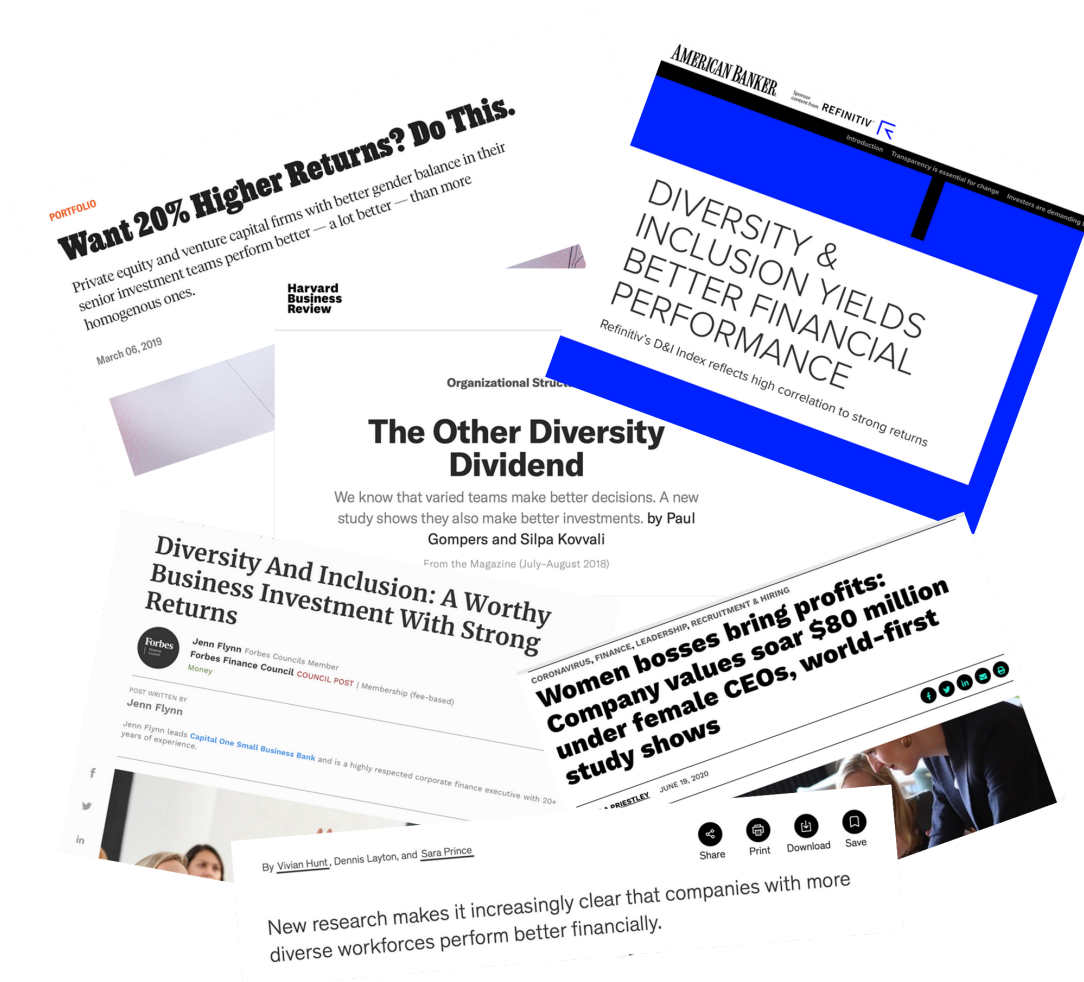 PORTFOLIO
Want 20% Higher Returns? Do This.
Private equity and venture capital firms with better gender balance in their
senior investment teams perform better — a lot better — than more
homogenous ones.
March 06, 2019
AMERICAN BANKER.
Sponsor
content from
REFINITIV
Introduction
Transparency is essential for change
Investors are demanding
DIVERSITY &
INCLUSION YIELDS
BETTER FINANCIAL
PERFORMANCE
Refinitiv's D&I Index reflects high correlation to strong returns
Harvard
Business
Review
Organizational Struct
The Other Diversity
Dividend
We know that varied teams make better decisions. A new
study shows they also make better investments. by Paul
Gompers and Silpa Kovvali
From the Magazine (July–August 2018)
Diversity And Inclusion: A Worthy
Business Investment With Strong
Returns
Forbes
Jenn Flynn Forbes Councils Member
Forbes Finance Council COUNCIL POST | Membership (fee-based)
Money
POST WRITTEN BY
Jenn Flynn
Jenn Flynn leads Capital One Small Business Bank and is a highly respected corporate finance executive with 20+
years of experience.
CORONAVIRUS, FINANCE, LEADERSHIP, RECRUITMENT & HIRING
Women bosses bring profits:
Company values soar $80 million
under female CEOs, world-first
study shows
A PRIESTLEY JUNE 19, 2020
By Vivian Hunt, Dennis Layton, and Sara Prince
Share
Print
Download
Save
New research makes it increasingly clear that companies with more
diverse workforces perform better financially.